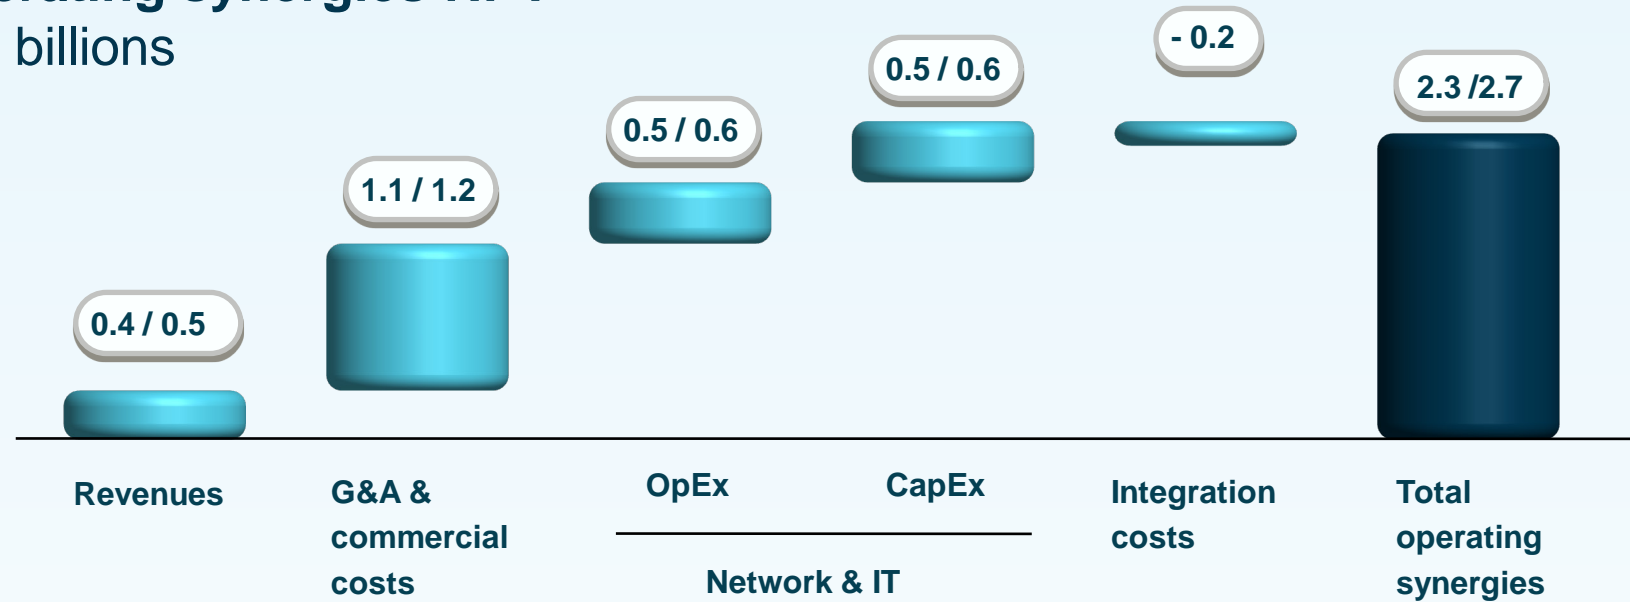 billions
0.4 / 0.5
1.1 / 1.2
0.5 / 0.6
0.5 / 0.6
- 0.2
2.3 /2.7
Revenues
G&A &
commercial
costs
OpEx
CapEx
Network & IT
Integration
costs
Total
operating
synergies